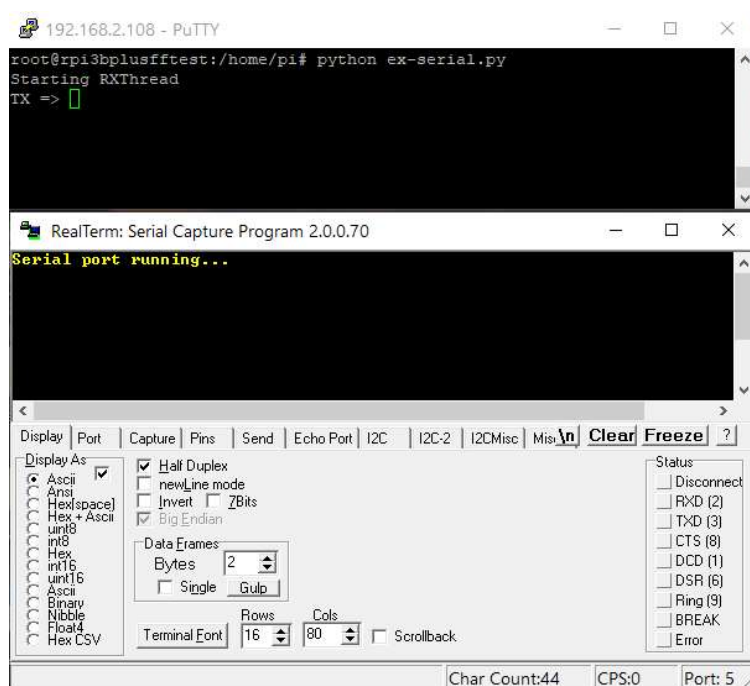 192.168.2.108 - PuTTY
root@rpi3bplusfftest:/home/pi# python ex-serial.py
Starting RXThread
TX =>
RealTerm: Serial Capture Program 2.0.0.70
Serial port running...
Display Port Capture Pins Send Echo Port I2C I2C-2 I2CMisc Misc \n Clear Freeze ?
Display As
Ascii
Ansi
Hex[space]
Hex + Ascii
uint8
int8
Hex
int16
uint16
Ascii
Binary
Nibble
Float4
Hex CSV
Half Duplex
newLine mode
Invert 7Bits
Big Endian
Data Frames
Bytes 2
Single Gulp
Rows Cols
Terminal Font 16 80 Scrollback
Status
Disconnect
RXD (2)
TXD (3)
CTS (8)
DCD (1)
DSR (6)
Ring (9)
BREAK
Error
Char Count:44 CPS:0 Port: 5